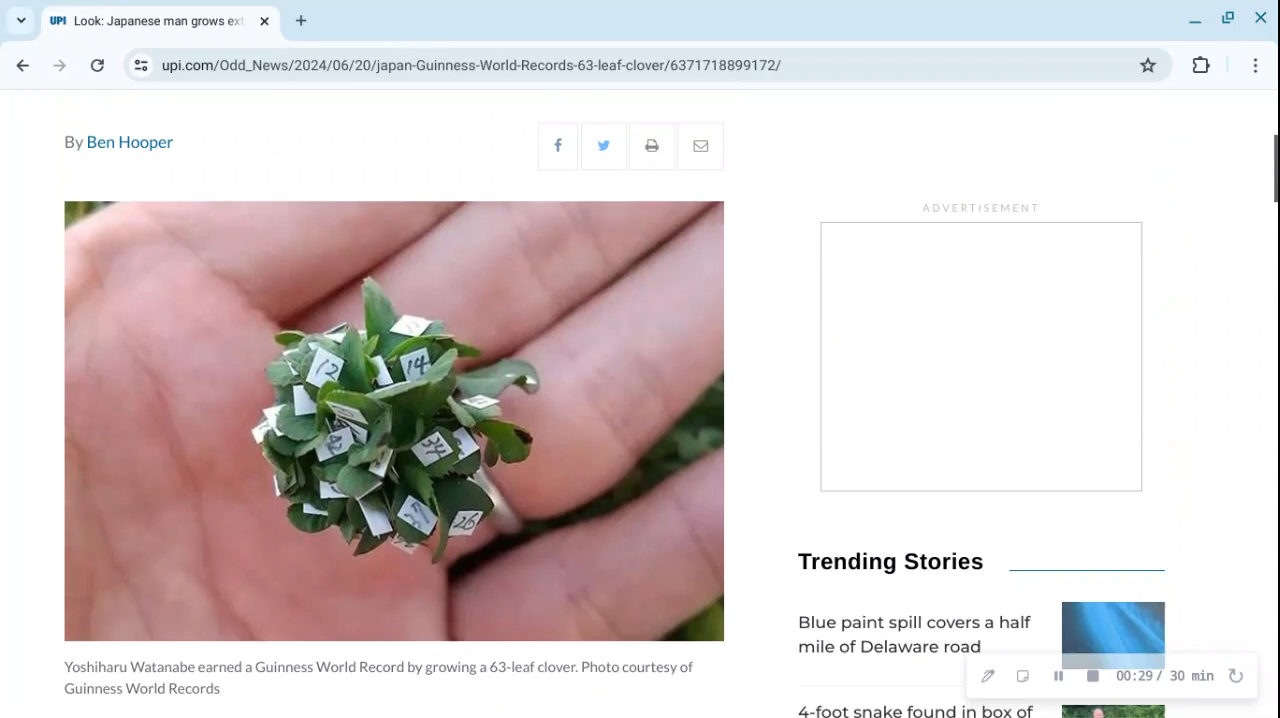 UPI Look: Japanese man grows ext
upi.com/Odd_News/2024/06/20/japan-Guinness-World-Records-63-leaf-clover/6371718899172/
By Ben Hooper
ADVERTISEMENT
12
14
34
26
Yoshiharu Watanabe earned a Guinness World Record by growing a 63-leaf clover. Photo courtesy of
Guinness World Records
Trending Stories
Blue paint spill covers a half
mile of Delaware road
4-foot snake found in box of
00:29 / 30 min